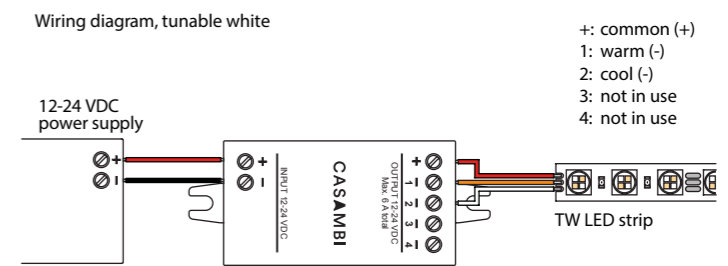 Wiring diagram, tunable white
+: common (+)
1: warm (-)
2: cool (-)
3: not in use
4: not in use
12-24 VDC
power supply
+
–
+
–
INPUT 12-24 VDC
CASAMBI
OUTPUT 12-24 VDC
Max. 6 A total
+
1
2
3
4
TW LED strip